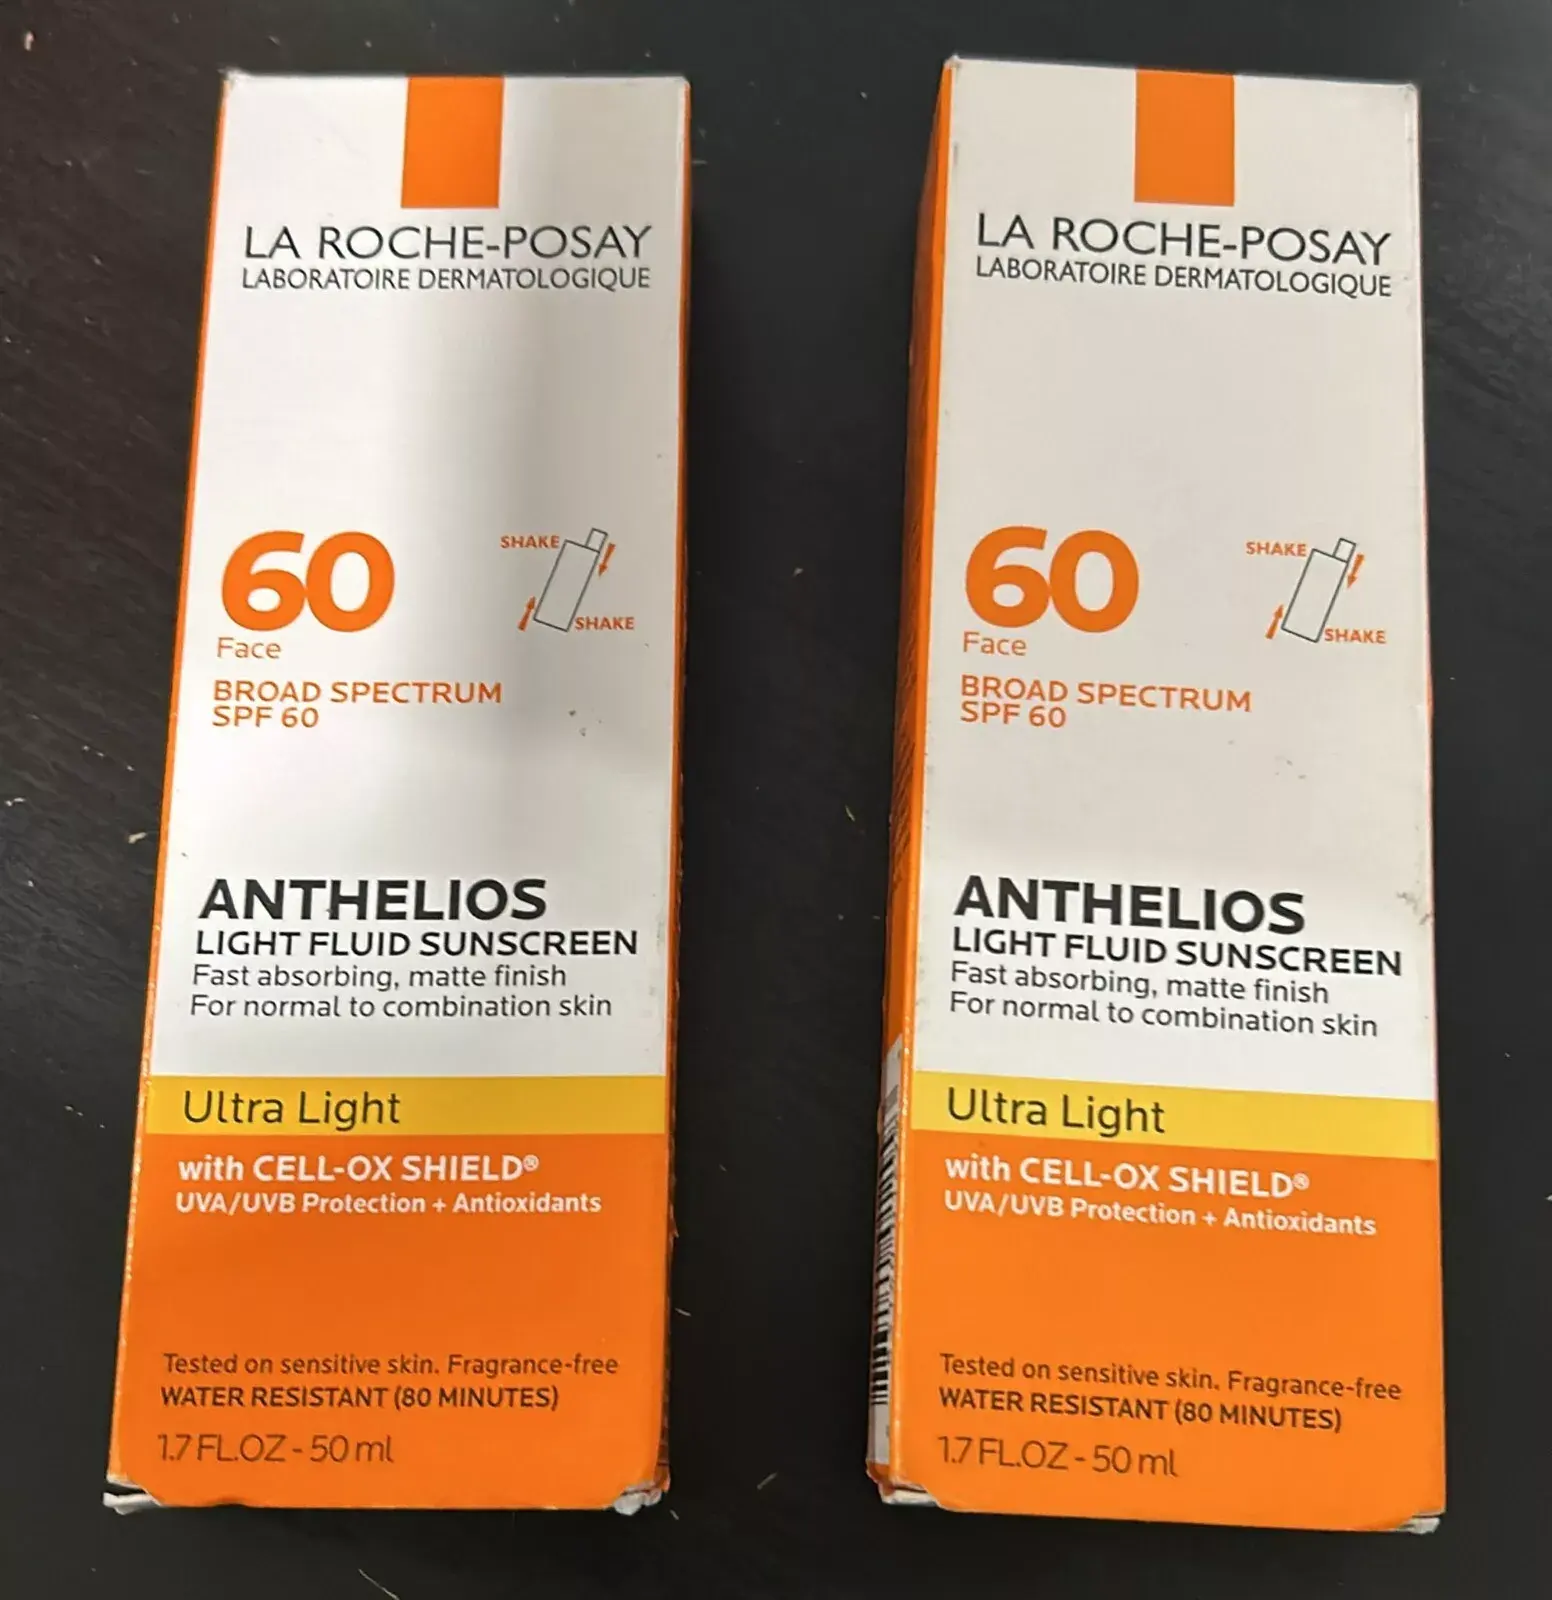 LA ROCHE-POSAY
LABORATOIRE DERMATOLOGIQUE
60
SHAKE
SHAKE
Face
BROAD SPECTRUM
SPF 60
ANTHELIOS
LIGHT FLUID SUNSCREEN
Fast absorbing, matte finish
For normal to combination skin
Ultra Light
with CELL-OX SHIELD®
UVA/UVB Protection + Antioxidants
Tested on sensitive skin. Fragrance-free
WATER RESISTANT (80 MINUTES)
1.7 FL.OZ - 50 ml
LA ROCHE-POSAY
LABORATOIRE DERMATOLOGIQUE
60
SHAKE
SHAKE
Face
BROAD SPECTRUM
SPF 60
ANTHELIOS
LIGHT FLUID SUNSCREEN
Fast absorbing, matte finish
For normal to combination skin
Ultra Light
with CELL-OX SHIELD®
UVA/UVB Protection + Antioxidants
Tested on sensitive skin. Fragrance-free
WATER RESISTANT (80 MINUTES)
1.7 FL.OZ - 50 ml